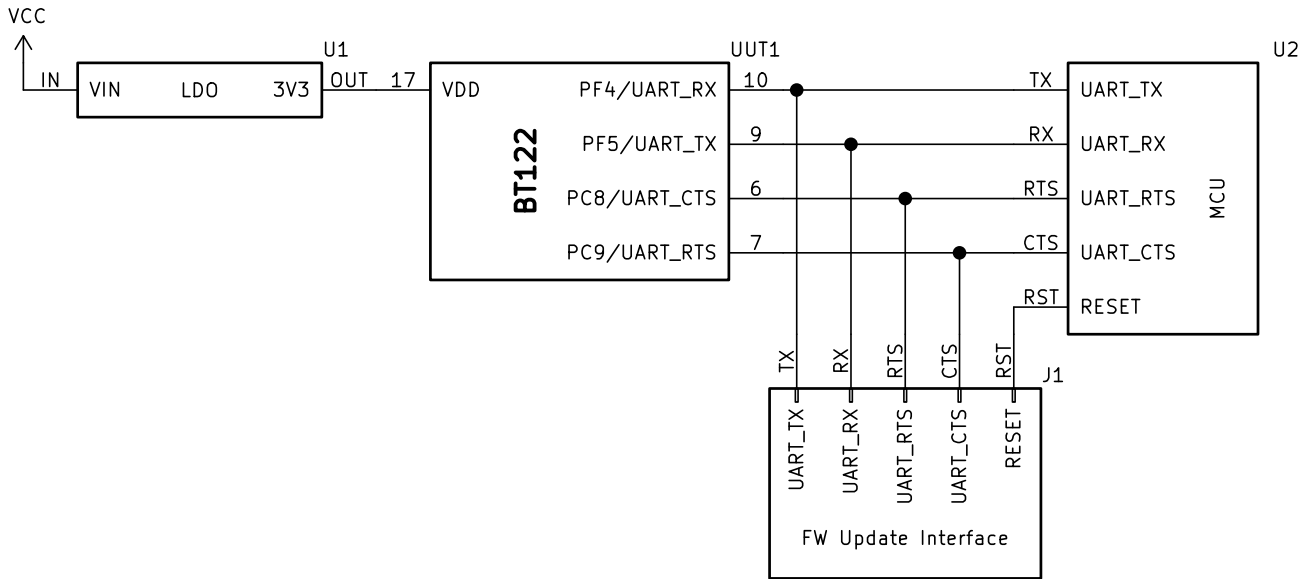 VCC
U1
UUT1
U2
IN
VIN
LDO
3V3
OUT
17
VDD
PF4/UART_RX
10
TX
UART_TX
PF5/UART_TX
9
RX
UART_RX
BT122
PC8/UART_CTS
6
RTS
UART_RTS
MCU
PC9/UART_RTS
7
CTS
UART_CTS
RST
RESET
TX
RX
RTS
CTS
RST
J1
UART_TX
UART_RX
UART_RTS
UART_CTS
RESET
FW Update Interface